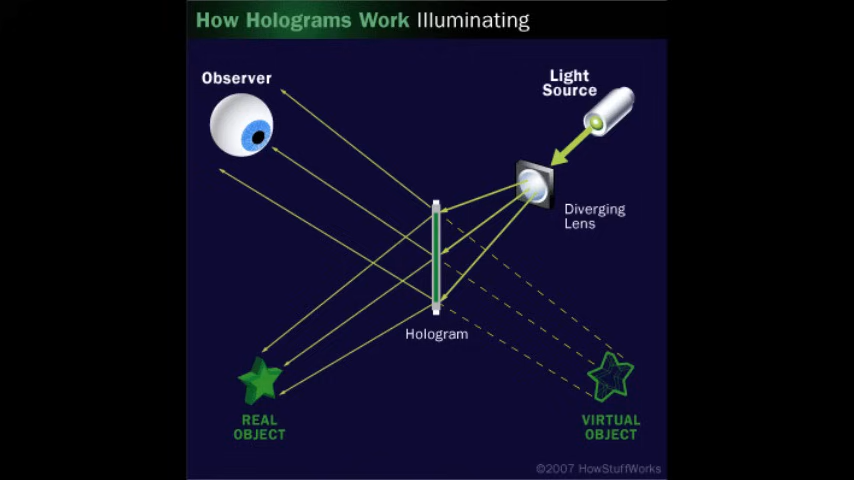 How Holograms Work Illuminating
Observer
Light
Source
Diverging
Lens
Hologram
REAL
OBJECT
VIRTUAL
OBJECT
©2007 HowStuffWorks